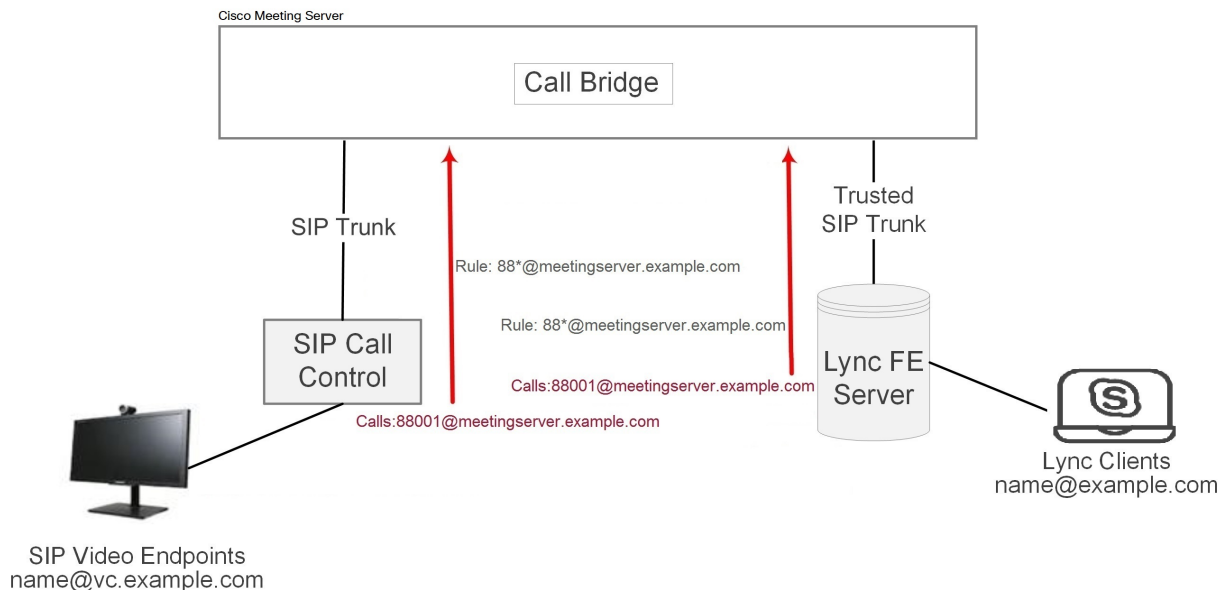 Cisco Meeting Server
Call Bridge
SIP Trunk
Trusted
SIP Trunk
Rule: 88*@meetingserver.example.com
Rule: 88*@meetingserver.example.com
SIP Call
Control
Lync FE
Server
Calls:88001@meetingserver.example.com
Calls:88001@meetingserver.example.com
S
Lync Clients
name@example.com
SIP Video Endpoints
name@vc.example.com